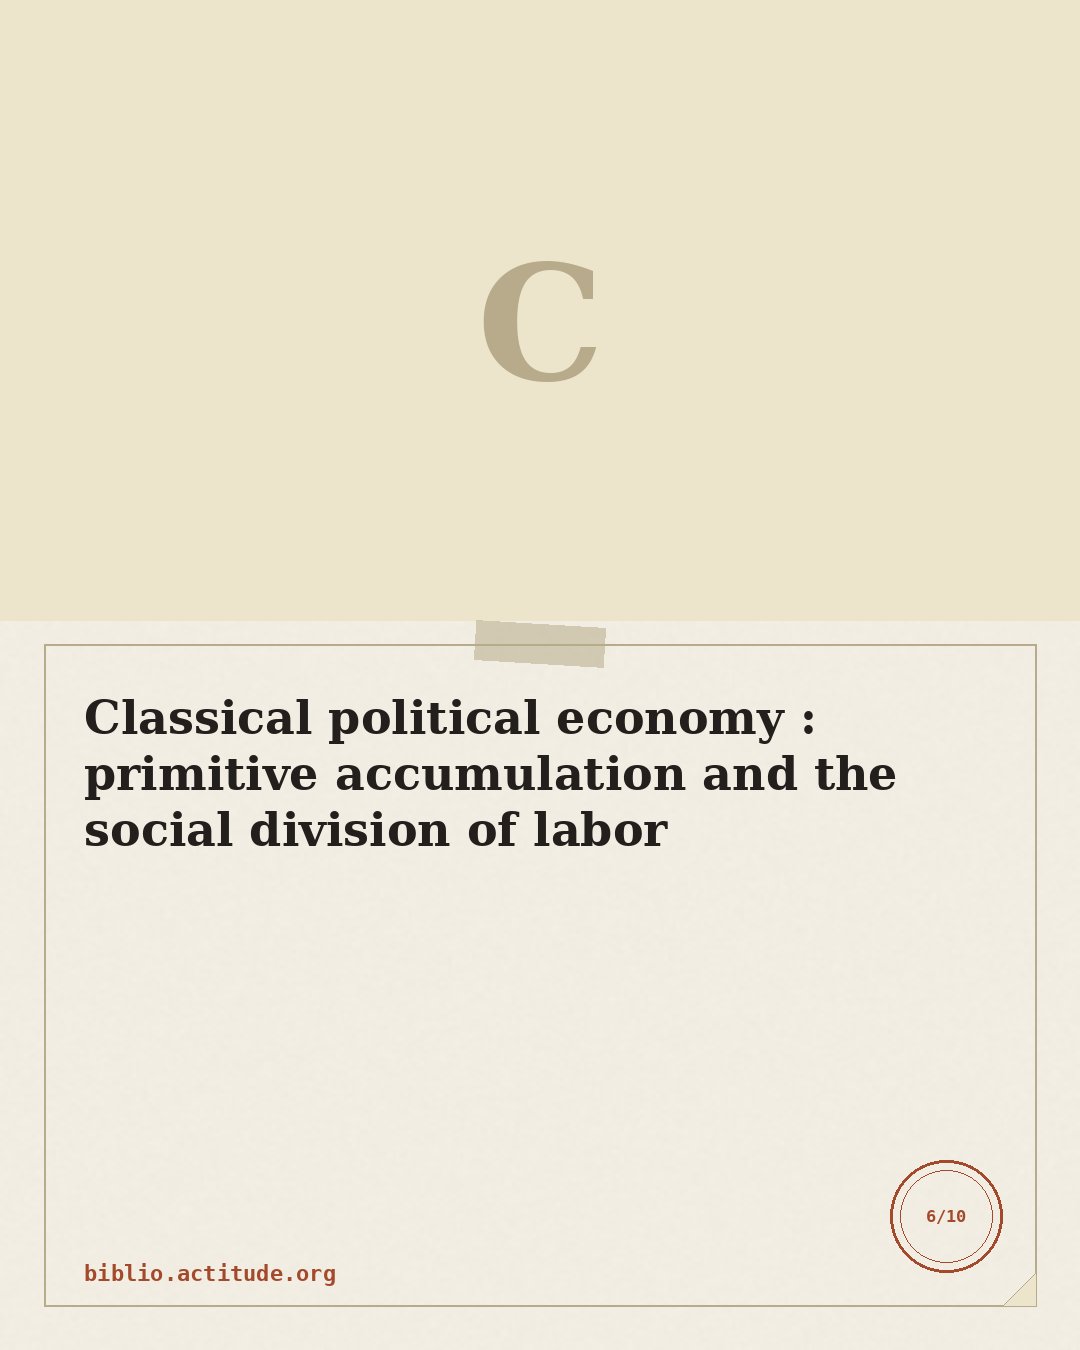 C
Classical political economy :
primitive accumulation and the
social division of labor
6/10
biblio.actitude.org